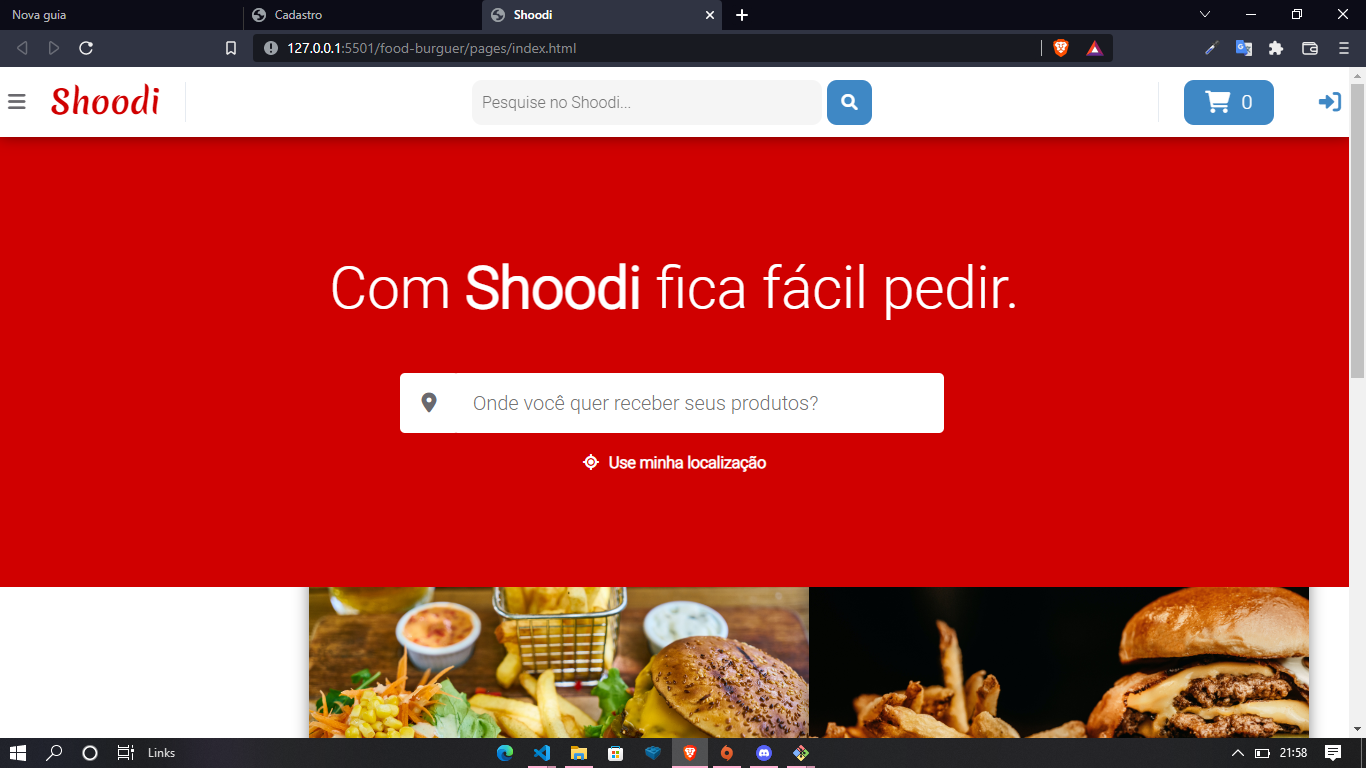 Nova guia
Cadastro
Shoodi
127.0.0.1:5501/food-burguer/pages/index.html
Shoodi
Pesquise no Shoodi...
0
Com Shoodi fica fácil pedir.
Onde você quer receber seus produtos?
Use minha localização
Links
21:58